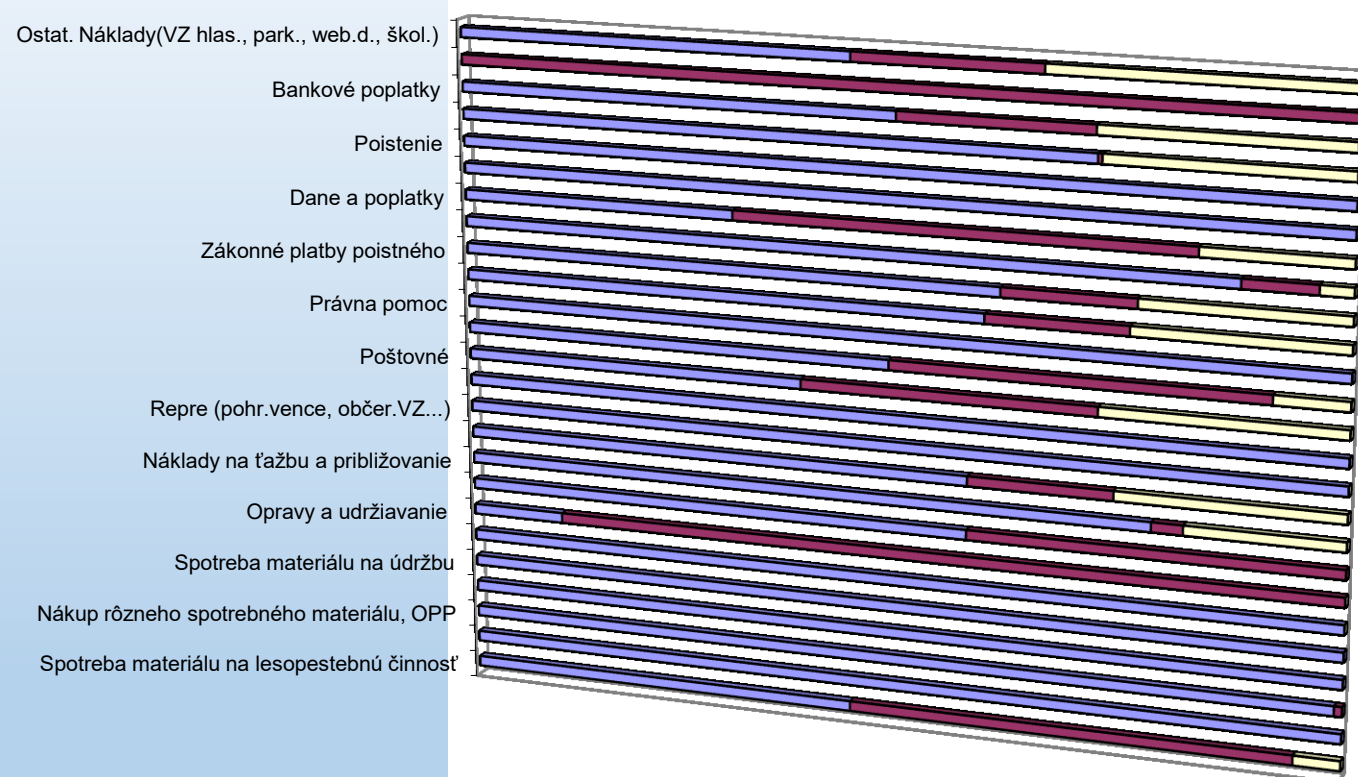 Ostat. Náklady(VZ hlas., park., web.d., škol.)
Bankové poplatky
Poistenie
Dane a poplatky
Zákonné platby poistného
Právna pomoc
Poštovné
Repre (pohr.vence, občer.VZ...)
Náklady na ťažbu a približovanie
Opravy a udržiavanie
Spotreba materiálu na údržbu
Nákup rôzneho spotrebného materiálu, OPP
Spotreba materiálu na lesopestebnú činnosť